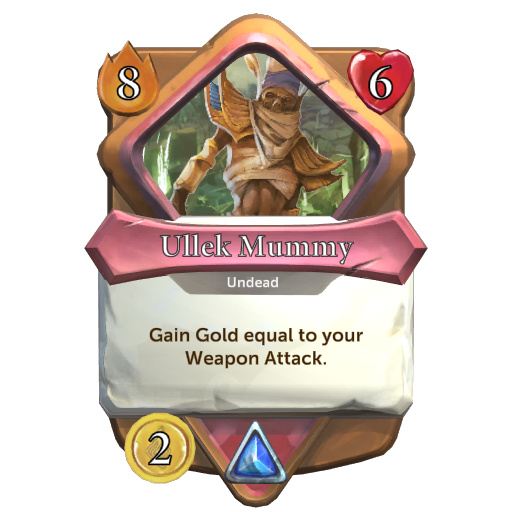 8
6
Ullek Mummy
Undead
Gain Gold equal to your
Weapon Attack.
2